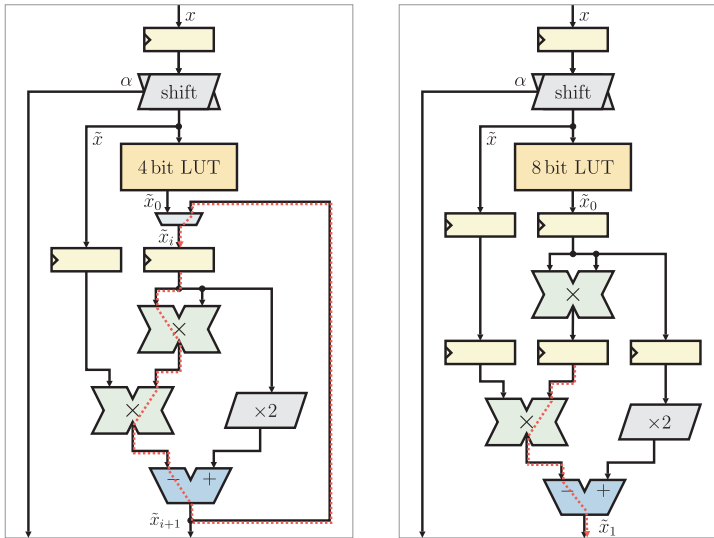 x
α
shift
x̃
4 bit LUT
x̃₀
x̃ᵢ
×
×
×2
− +
x̃ᵢ₊₁
x
α
shift
x̃
8 bit LUT
x̃₀
×
×
×2
− +
x̃₁